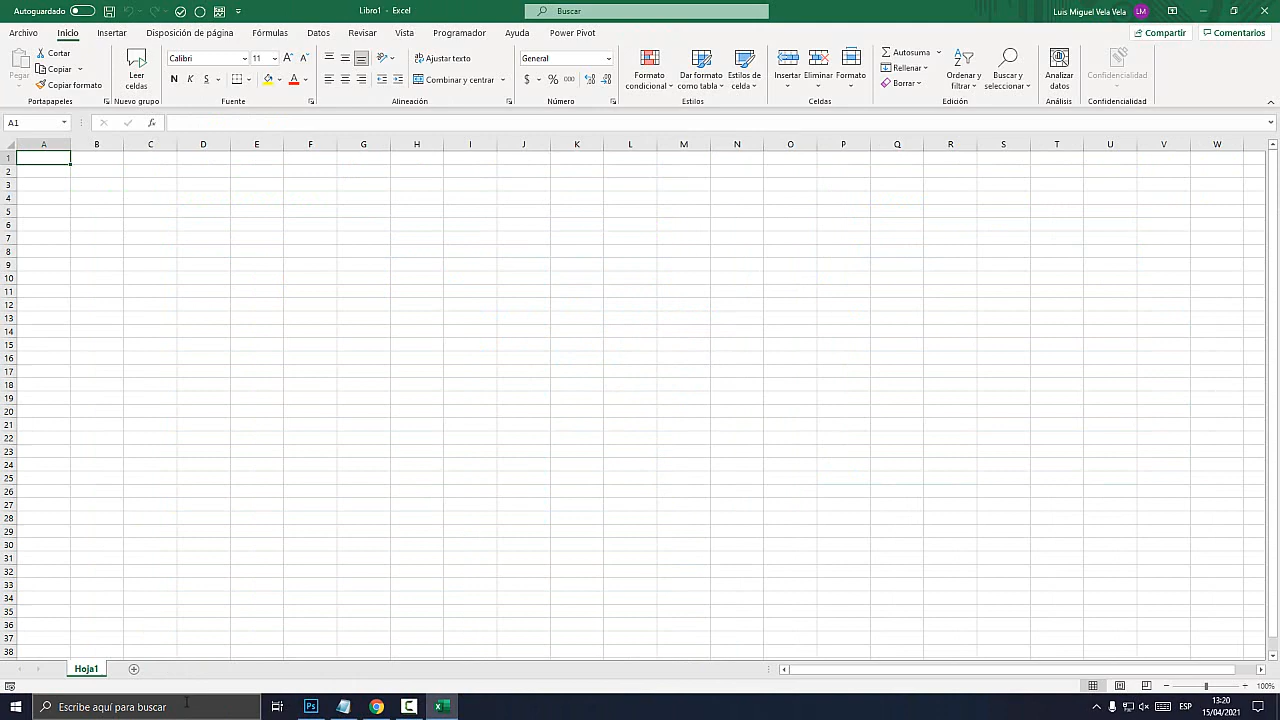 Autoguardado
Libro1 - Excel
Buscar
Luis Miguel Vela Vela
LM
Archivo Inicio Insertar Disposición de página Fórmulas Datos Revisar Vista Programador Ayuda Power Pivot
Compartir Comentarios
Pegar
Cortar
Copiar
Copiar formato
Portapapeles
Leer celdas
Nuevo grupo
Calibri 11 A A
N K S A
Fuente
Ajustar texto
Combinar y centrar
Alineación
General
$ % 000
Número
Formato condicional
Dar formato como tabla
Estilos de celda
Estilos
Insertar Eliminar Formato
Celdas
Autosuma
Rellenar
Borrar
Ordenar y filtrar
Buscar y seleccionar
Edición
Analizar datos
Análisis
Confidencialidad
Confidencialidad
A1
fx
A B C D E F G H I J K L M N O P Q R S T U V W
1
2
3
4
5
6
7
8
9
10
11
12
13
14
15
16
17
18
19
20
21
22
23
24
25
26
27
28
29
30
31
32
33
34
35
36
37
38
Hoja1
100%
Escribe aquí para buscar
Ps
ESP
13:20
15/04/2021